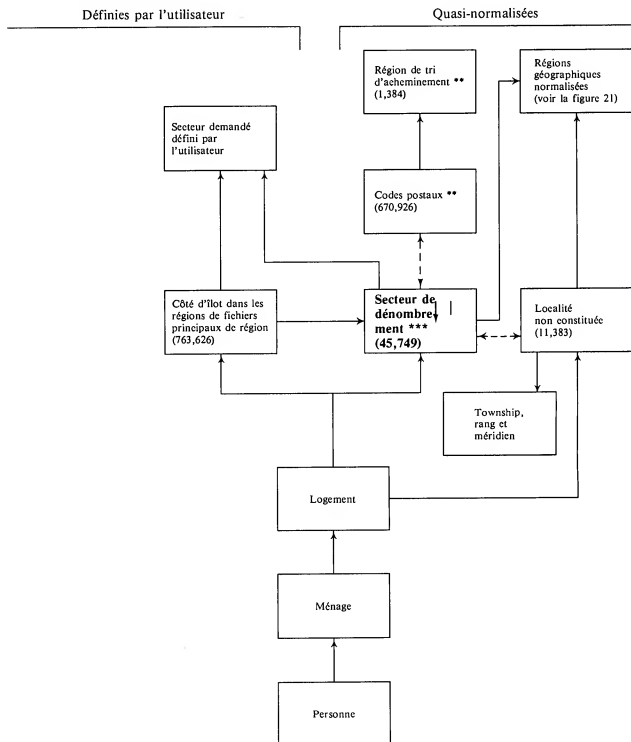 Définies par l'utilisateur
Quasi-normalisées
Région de tri
d'acheminement **
(1,384)
Régions
géographiques
normalisées
(voir la figure 21)
Secteur demandé
défini par
l'utilisateur
Codes postaux **
(670,926)
Côté d'îlot dans les
régions de fichiers
principaux de région
(763,626)
Secteur de
dénombre
ment ***
(45,749)
Localité
non constituée
(11,383)
Township,
rang et
méridien
Logement
Ménage
Personne